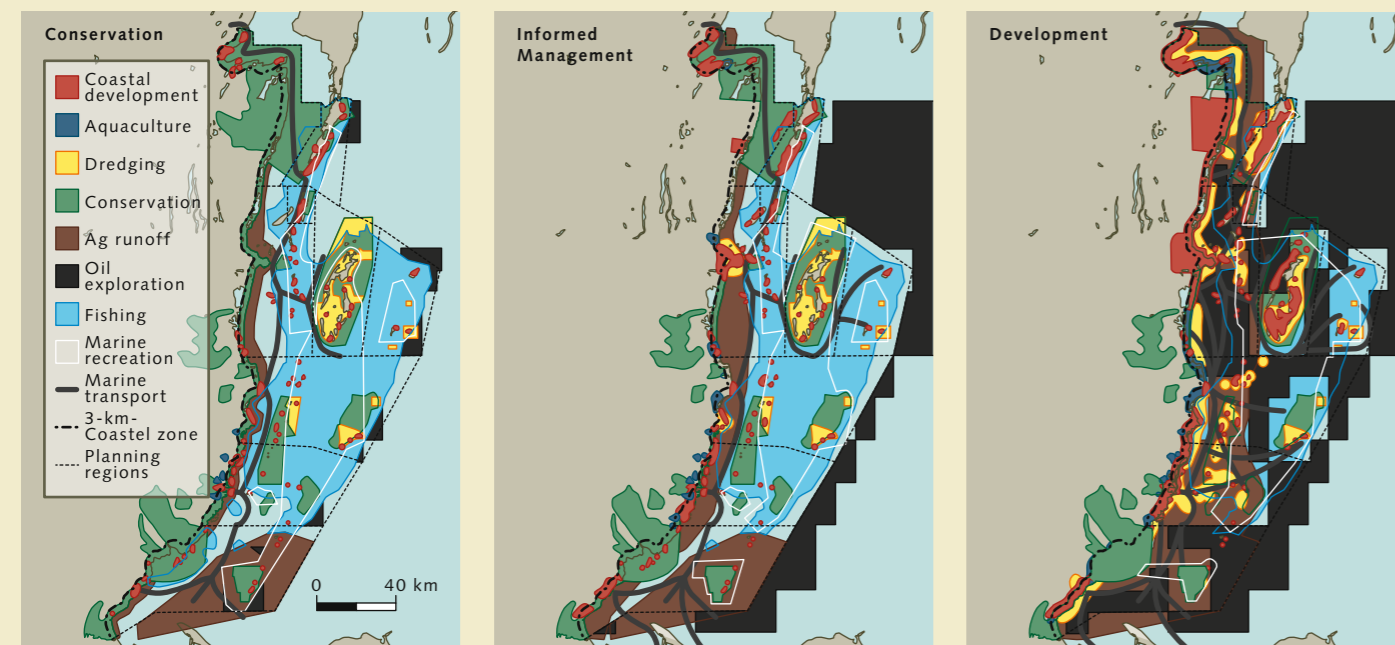 Conservation
Coastal
development
Aquaculture
Dredging
Conservation
Ag runoff
Oil
exploration
Fishing
Marine
recreation
Marine
transport
3-km-
Coastel zone
Planning
regions
0 40 km
Informed
Management
Development